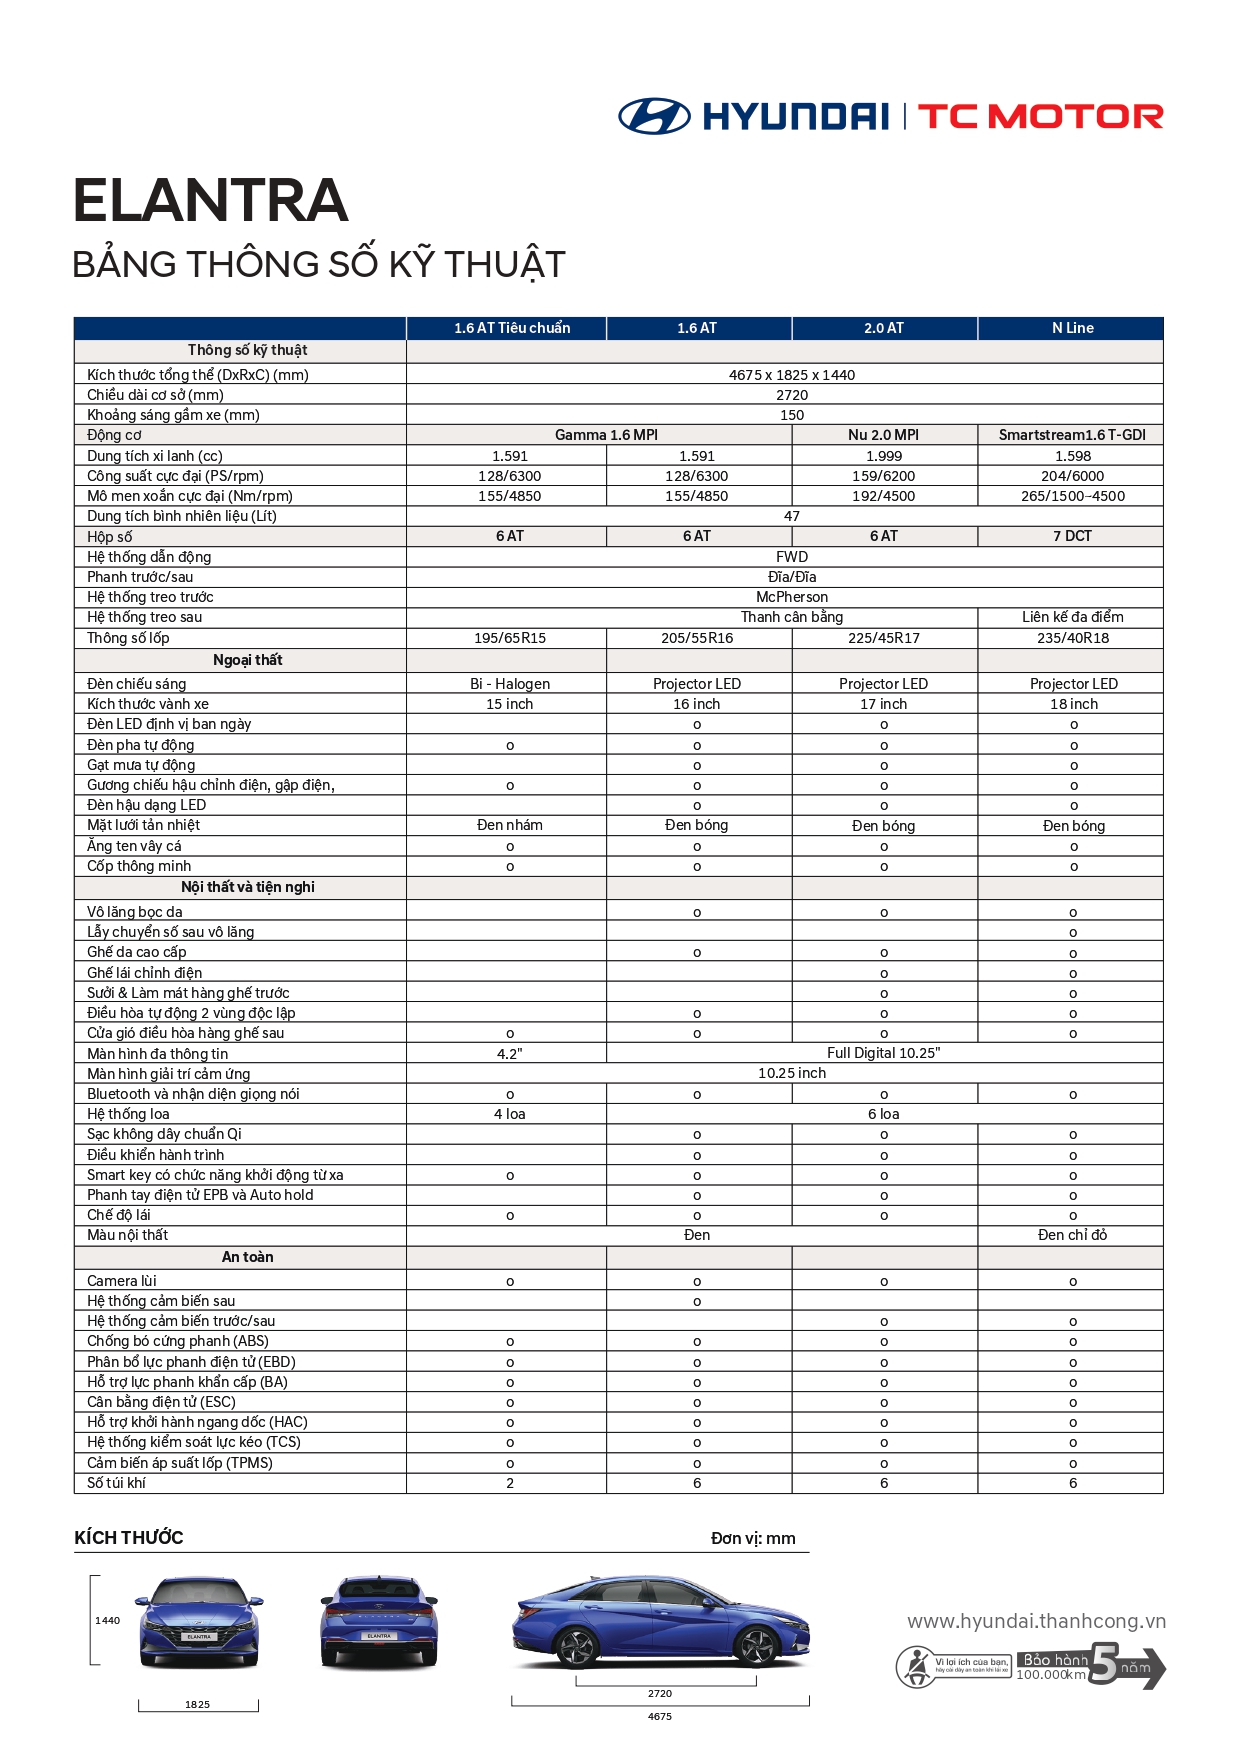 HYUNDAI | TC MOTOR
ELANTRA
BẢNG THÔNG SỐ KỸ THUẬT
1.6 AT Tiêu chuẩn 1.6 AT 2.0 AT N Line
Thông số kỹ thuật
Kích thước tổng thể (DxRxC) (mm) 4675 x 1825 x 1440
Chiều dài cơ sở (mm) 2720
Khoảng sáng gầm xe (mm) 150
Động cơ Gamma 1.6 MPI Nu 2.0 MPI Smartstream1.6 T-GDI
Dung tích xi lanh (cc) 1.591 1.591 1.999 1.598
Công suất cực đại (PS/rpm) 128/6300 128/6300 159/6200 204/6000
Mô men xoắn cực đại (Nm/rpm) 155/4850 155/4850 192/4500 265/1500~4500
Dung tích bình nhiên liệu (Lít) 47
Hộp số 6 AT 6 AT 6 AT 7 DCT
Hệ thống dẫn động FWD
Phanh trước/sau Đĩa/Đĩa
Hệ thống treo trước McPherson
Hệ thống treo sau Thanh cân bằng Liên kế đa điểm
Thông số lốp 195/65R15 205/55R16 225/45R17 235/40R18
Ngoại thất
Đèn chiếu sáng Bi - Halogen Projector LED Projector LED Projector LED
Kích thước vành xe 15 inch 16 inch 17 inch 18 inch
Đèn LED định vị ban ngày o o o
Đèn pha tự động o o o o
Gạt mưa tự động o o o
Gương chiếu hậu chỉnh điện, gập điện, o o o o
Đèn hậu dạng LED o o o
Mặt lưới tản nhiệt Đen nhám Đen bóng Đen bóng Đen bóng
Ăng ten vây cá o o o o
Cốp thông minh o o o o
Nội thất và tiện nghi
Vô lăng bọc da o o o
Lẫy chuyển số sau vô lăng o
Ghế da cao cấp o o o
Ghế lái chỉnh điện o o
Sưởi & Làm mát hàng ghế trước o o
Điều hòa tự động 2 vùng độc lập o o o
Cửa gió điều hòa hàng ghế sau o o o o
Màn hình đa thông tin 4.2" Full Digital 10.25"
Màn hình giải trí cảm ứng 10.25 inch
Bluetooth và nhận diện giọng nói o o o o
Hệ thống loa 4 loa 6 loa
Sạc không dây chuẩn Qi o o o
Điều khiển hành trình o o o
Smart key có chức năng khởi động từ xa o o o o
Phanh tay điện tử EPB và Auto hold o o o
Chế độ lái o o o o
Màu nội thất Đen Đen chỉ đỏ
An toàn
Camera lùi o o o o
Hệ thống cảm biến sau o
Hệ thống cảm biến trước/sau o o
Chống bó cứng phanh (ABS) o o o o
Phân bổ lực phanh điện tử (EBD) o o o o
Hỗ trợ lực phanh khẩn cấp (BA) o o o o
Cân bằng điện tử (ESC) o o o o
Hỗ trợ khởi hành ngang dốc (HAC) o o o o
Hệ thống kiểm soát lực kéo (TCS) o o o o
Cảm biến áp suất lốp (TPMS) o o o o
Số túi khí 2 6 6 6
KÍCH THƯỚC Đơn vị: mm
1440
ELANTRA
ELANTRA
1825
2720
4675
www.hyundai.thanhcong.vn
Vì lợi ích của bạn,
hãy cài dây an toàn khi lái xe
Bảo hành
100.000km
5 năm